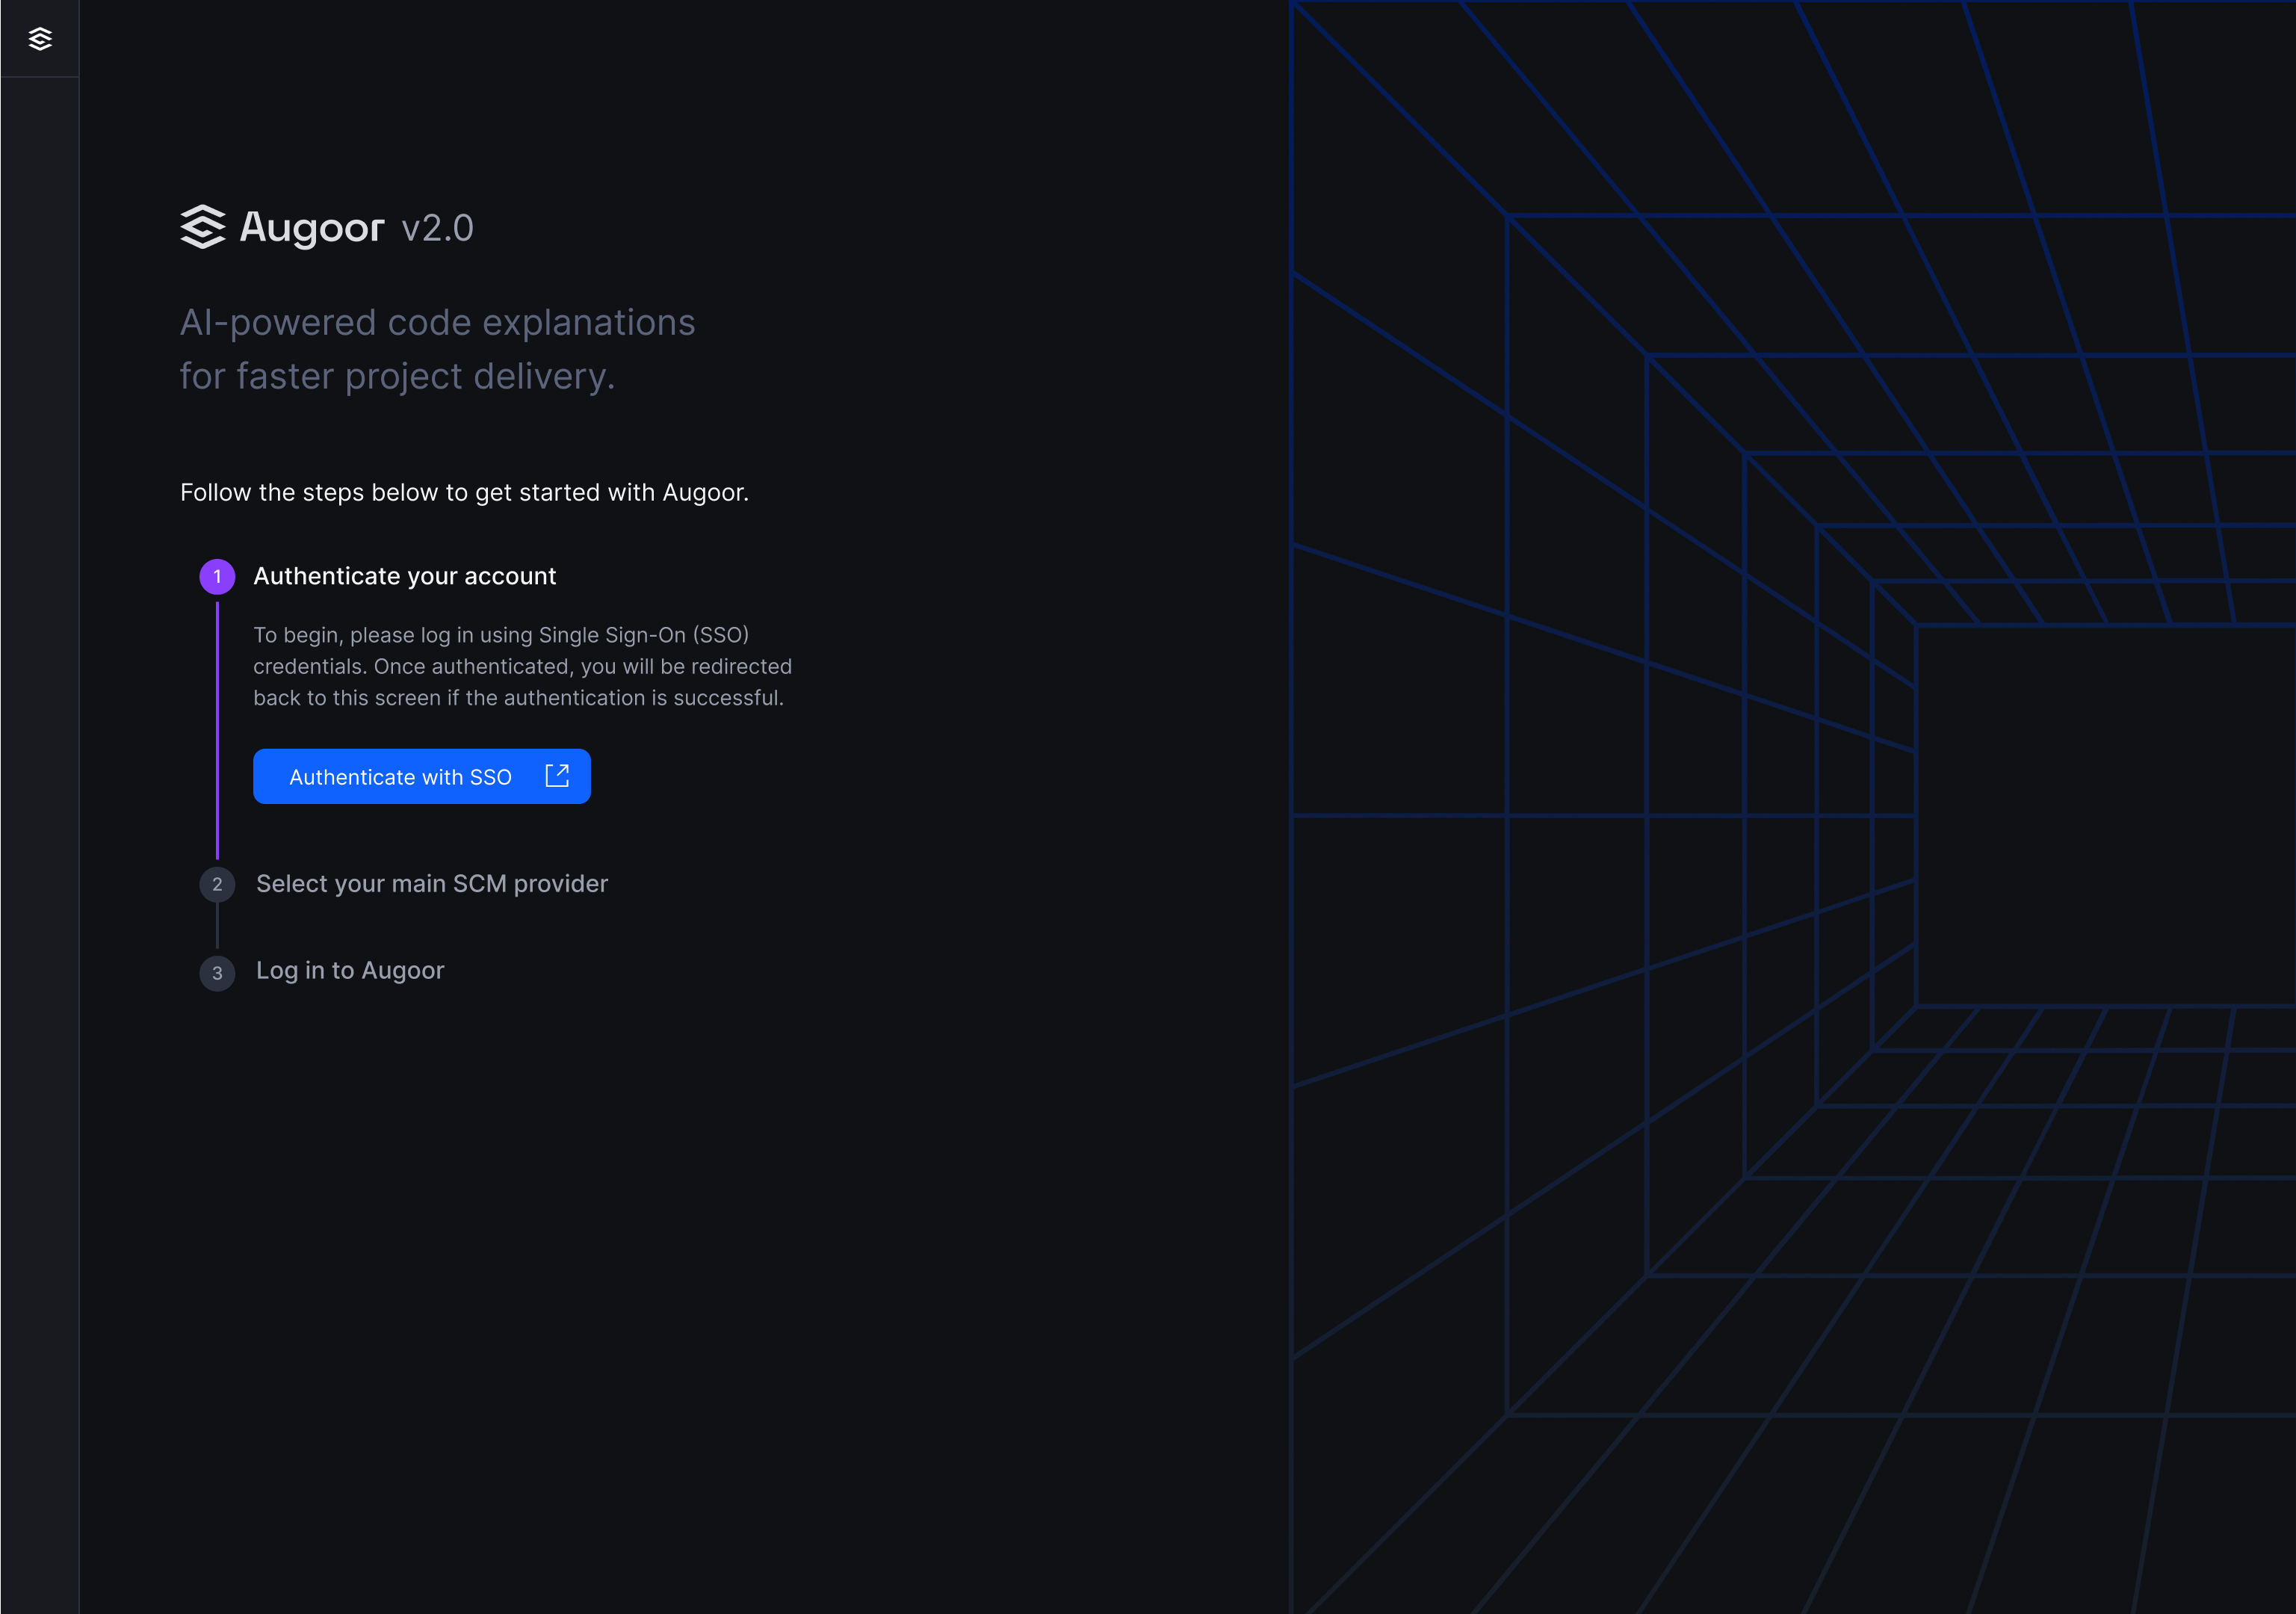 Augoor v2.0
AI-powered code explanations
for faster project delivery.
Follow the steps below to get started with Augoor.
1 Authenticate your account
To begin, please log in using Single Sign-On (SSO)
credentials. Once authenticated, you will be redirected
back to this screen if the authentication is successful.
Authenticate with SSO
2 Select your main SCM provider
3 Log in to Augoor